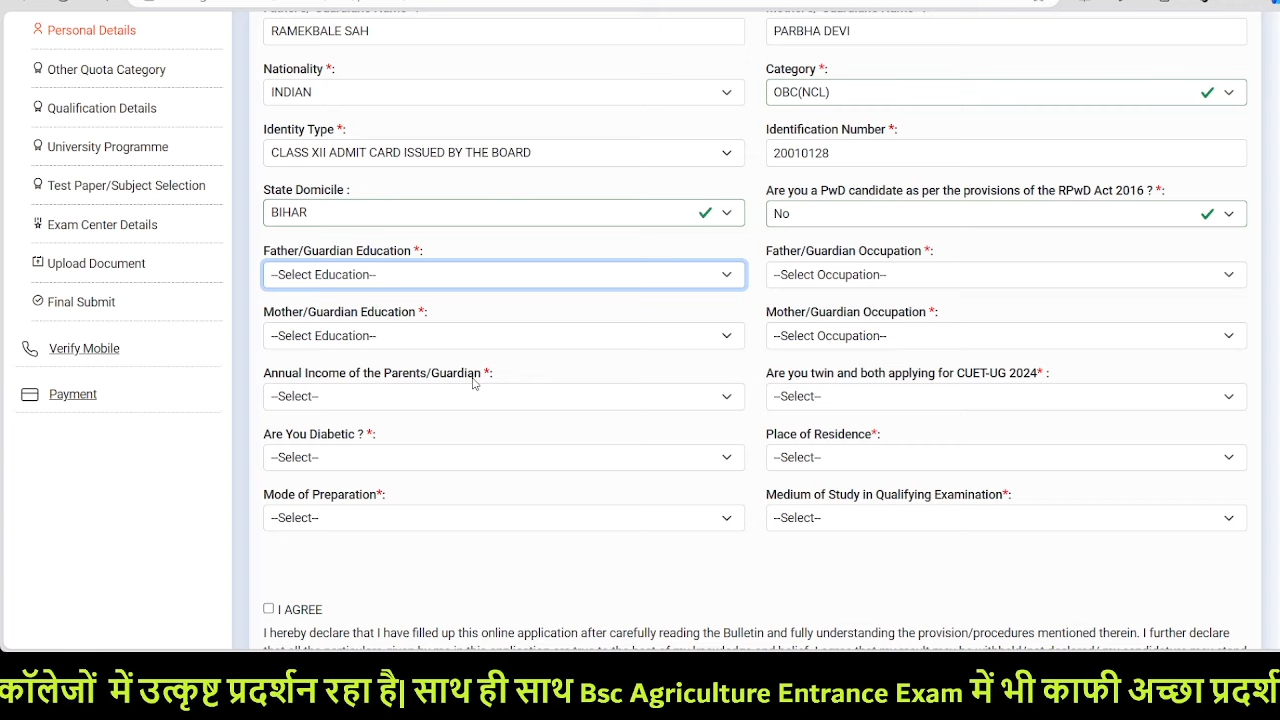 Personal Details
Other Quota Category
Qualification Details
University Programme
Test Paper/Subject Selection
Exam Center Details
Upload Document
Final Submit
Verify Mobile
Payment
RAMEKBALE SAH
PARBHA DEVI
Nationality *:
Category *:
INDIAN
OBC(NCL)
Identity Type *:
Identification Number *:
CLASS XII ADMIT CARD ISSUED BY THE BOARD
20010128
State Domicile :
Are you a PwD candidate as per the provisions of the RPwD Act 2016 ? *:
BIHAR
No
Father/Guardian Education *:
Father/Guardian Occupation *:
--Select Education--
--Select Occupation--
Mother/Guardian Education *:
Mother/Guardian Occupation *:
--Select Education--
--Select Occupation--
Annual Income of the Parents/Guardian *:
Are you twin and both applying for CUET-UG 2024* :
--Select--
--Select--
Are You Diabetic ? *:
Place of Residence*:
--Select--
--Select--
Mode of Preparation*:
Medium of Study in Qualifying Examination*:
--Select--
--Select--
I AGREE
I hereby declare that I have filled up this online application after carefully reading the Bulletin and fully understanding the provision/procedures mentioned therein. I further declare
कॉलेजों में उत्कृष्ट प्रदर्शन रहा है| साथ ही साथ Bsc Agriculture Entrance Exam में भी काफी अच्छा प्रदर्श